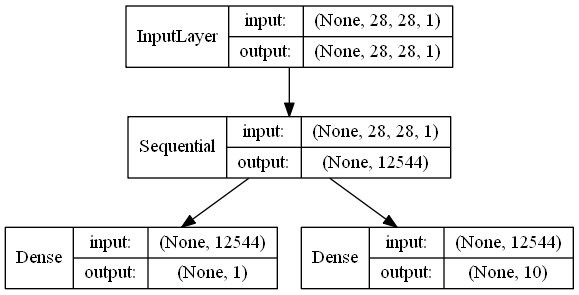 InputLayer
input: (None, 28, 28, 1)
output: (None, 28, 28, 1)
Sequential
input: (None, 28, 28, 1)
output: (None, 12544)
Dense
input: (None, 12544)
output: (None, 1)
Dense
input: (None, 12544)
output: (None, 10)